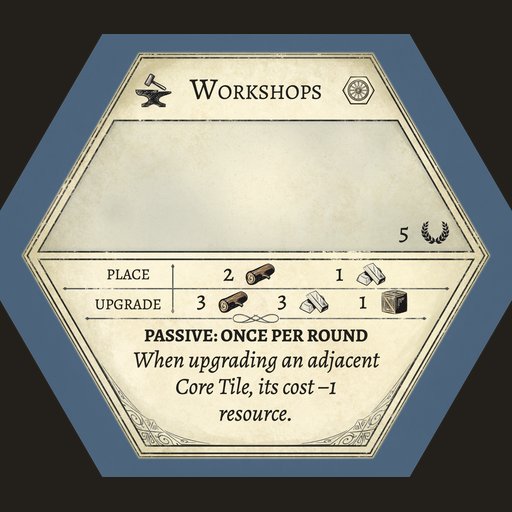 WORKSHOPS
5
PLACE 2 1
UPGRADE 3 3 1
PASSIVE: ONCE PER ROUND
When upgrading an adjacent
Core Tile, its cost –1
resource.